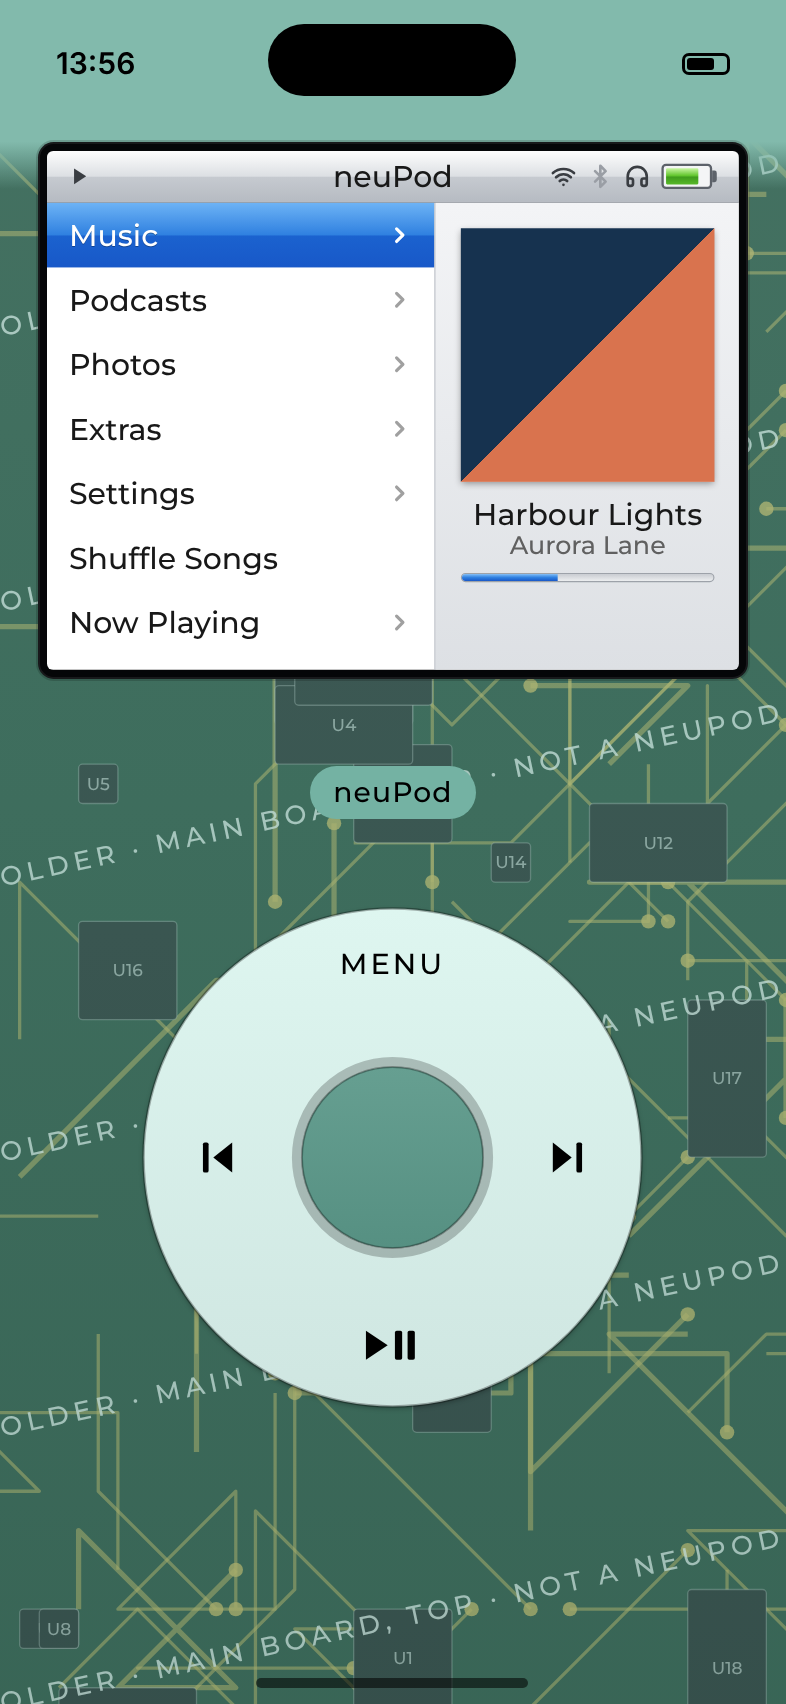 13:56
neuPod
Music
Podcasts
Photos
Extras
Settings
Shuffle Songs
Now Playing
Harbour Lights
Aurora Lane
U4
U5
NOT A NEUPOD
neuPod
OLDER · MAIN
U12
U14
U16
MENU
A NEUPOD
U17
OLDER ·
A NEUPOD
OLDER · MAIN
NOT A NEUPOD
OLDER · MAIN BOARD, TOP ·
U8
U1
U18